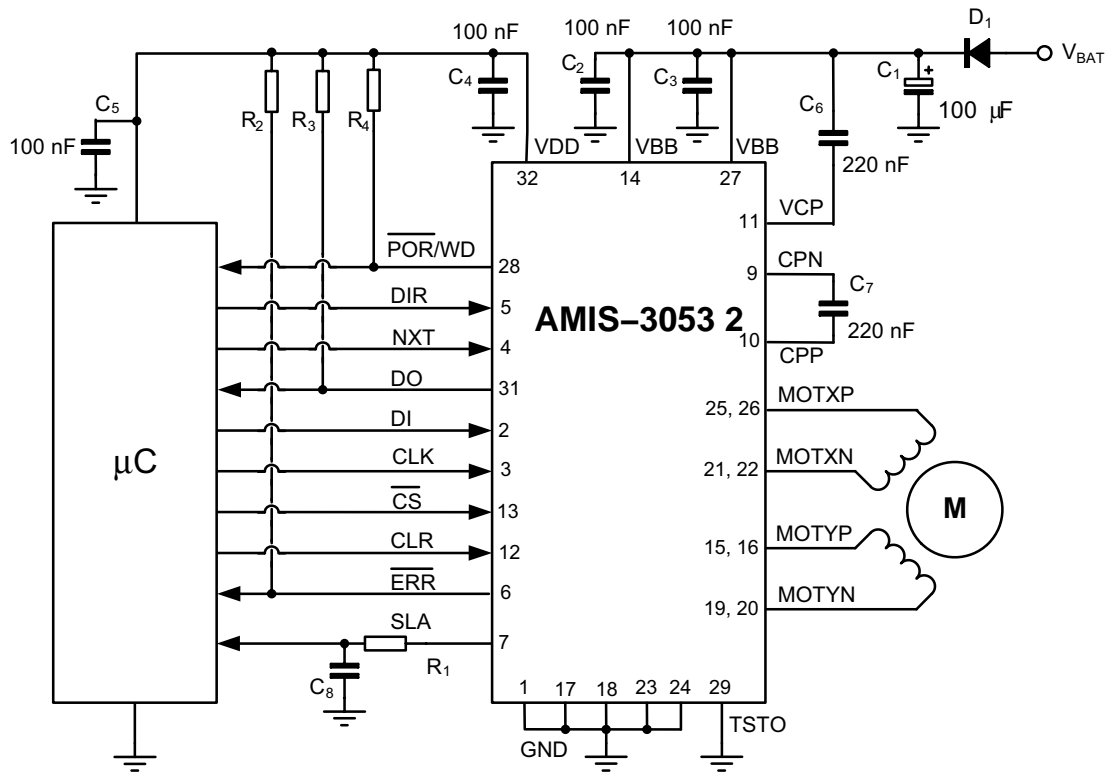 100 nF
100 nF
100 nF
D1
VBAT
C5
100 nF
R2
R3
R4
C4
C2
C3
C1
+
100 μF
C6
220 nF
VDD
VBB
VBB
32
14
27
11
VCP
POR/WD
28
9
CPN
C7
220 nF
DIR
5
AMIS–3053 2
NXT
4
10
CPP
DO
31
25, 26
MOTXP
DI
2
μC
CLK
3
21, 22
MOTXN
CS
13
M
CLR
12
15, 16
MOTYP
ERR
6
19, 20
MOTYN
SLA
7
R1
C8
1
17
18
23
24
29
GND
TSTO